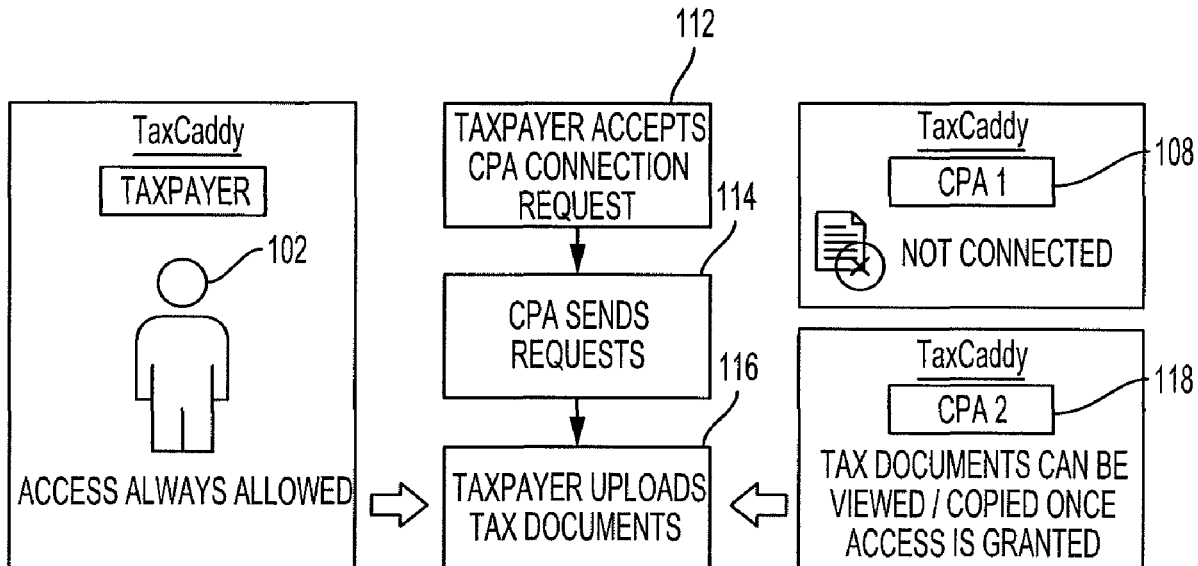 TaxCaddy
TAXPAYER
102
ACCESS ALWAYS ALLOWED
112
TAXPAYER ACCEPTS
CPA CONNECTION
REQUEST
114
CPA SENDS
REQUESTS
116
TAXPAYER UPLOADS
TAX DOCUMENTS
TaxCaddy
CPA 1
108
NOT CONNECTED
TaxCaddy
CPA 2
118
TAX DOCUMENTS CAN BE
VIEWED / COPIED ONCE
ACCESS IS GRANTED